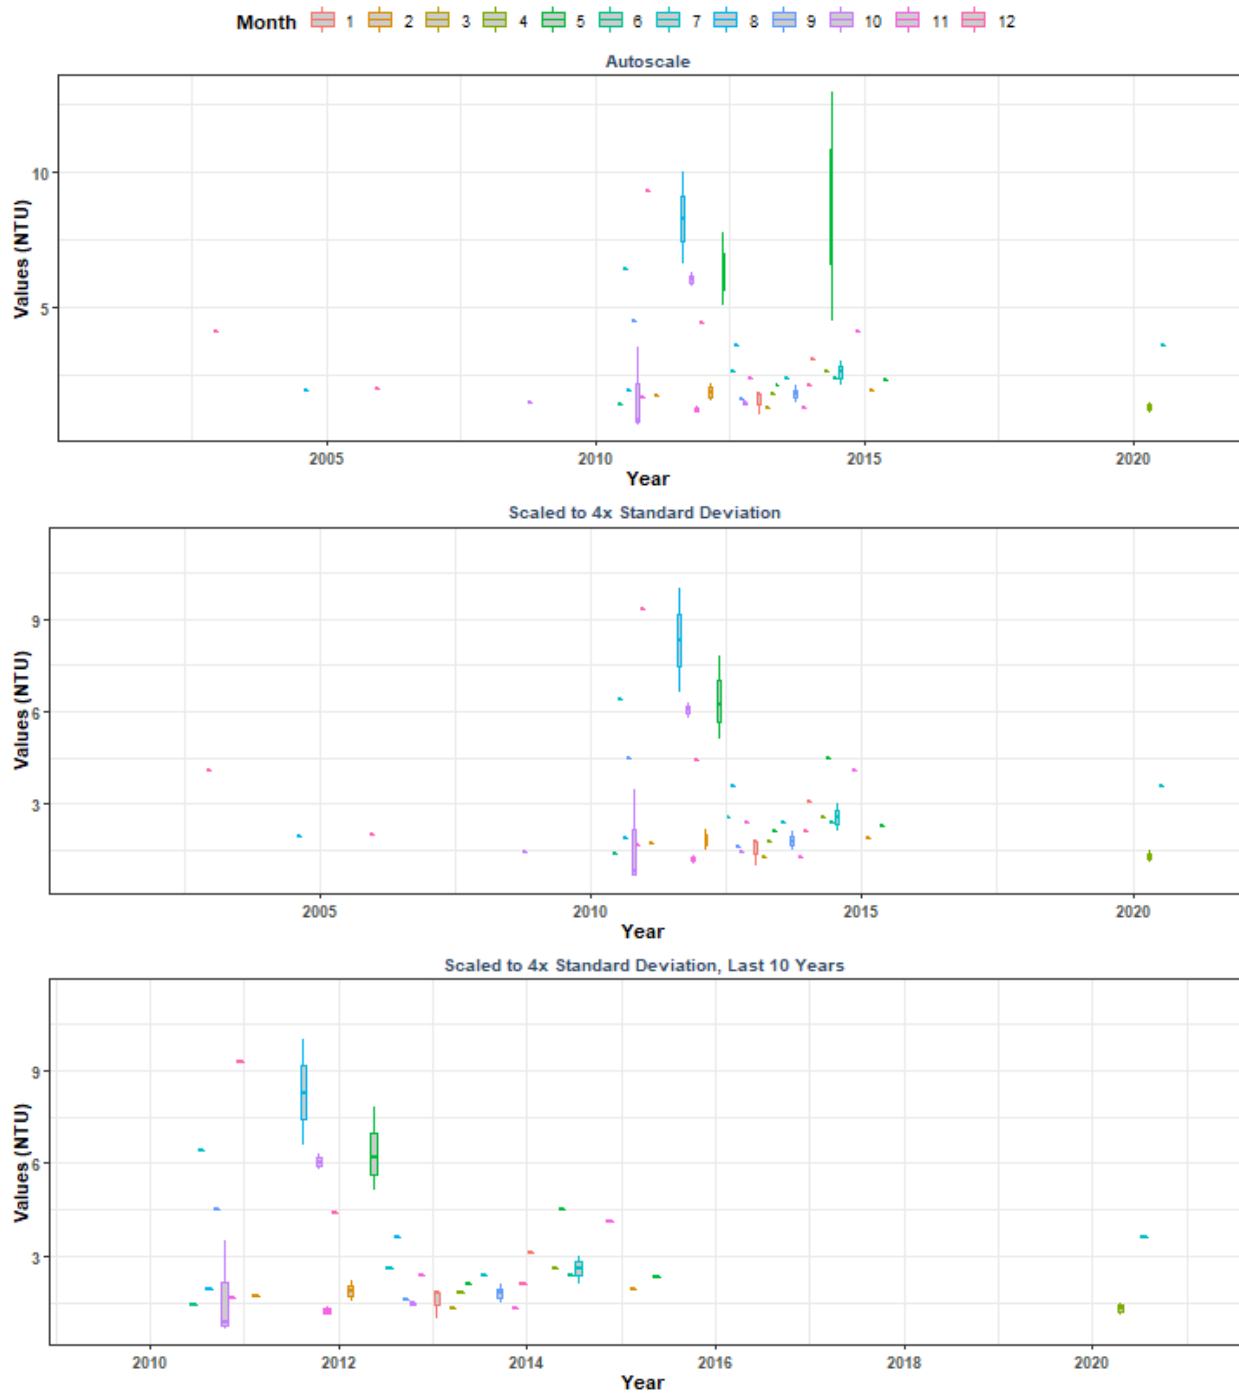 Month 1 2 3 4 5 6 7 8 9 10 11 12
Autoscale
Values (NTU)
10
5
2005 2010 2015 2020
Year
Scaled to 4x Standard Deviation
Values (NTU)
9
6
3
2005 2010 2015 2020
Year
Scaled to 4x Standard Deviation, Last 10 Years
Values (NTU)
9
6
3
2010 2012 2014 2016 2018 2020
Year